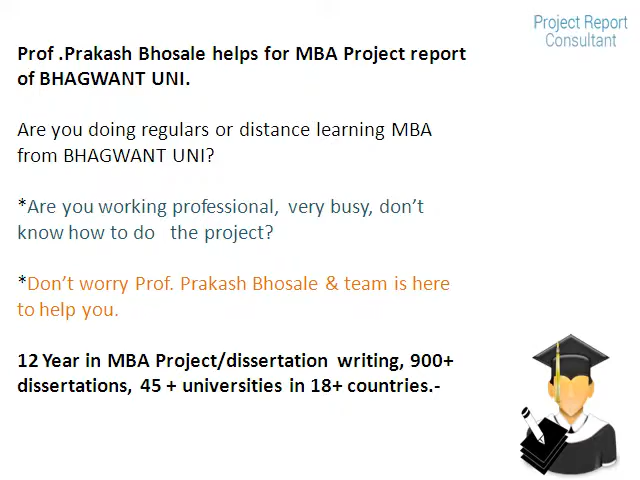 Project Report
Consultant
Prof .Prakash Bhosale helps for MBA Project report
of BHAGWANT UNI.
Are you doing regulars or distance learning MBA
from BHAGWANT UNI?
*Are you working professional, very busy, don’t
know how to do the project?
*Don’t worry Prof. Prakash Bhosale & team is here
to help you.
12 Year in MBA Project/dissertation writing, 900+
dissertations, 45 + universities in 18+ countries.-